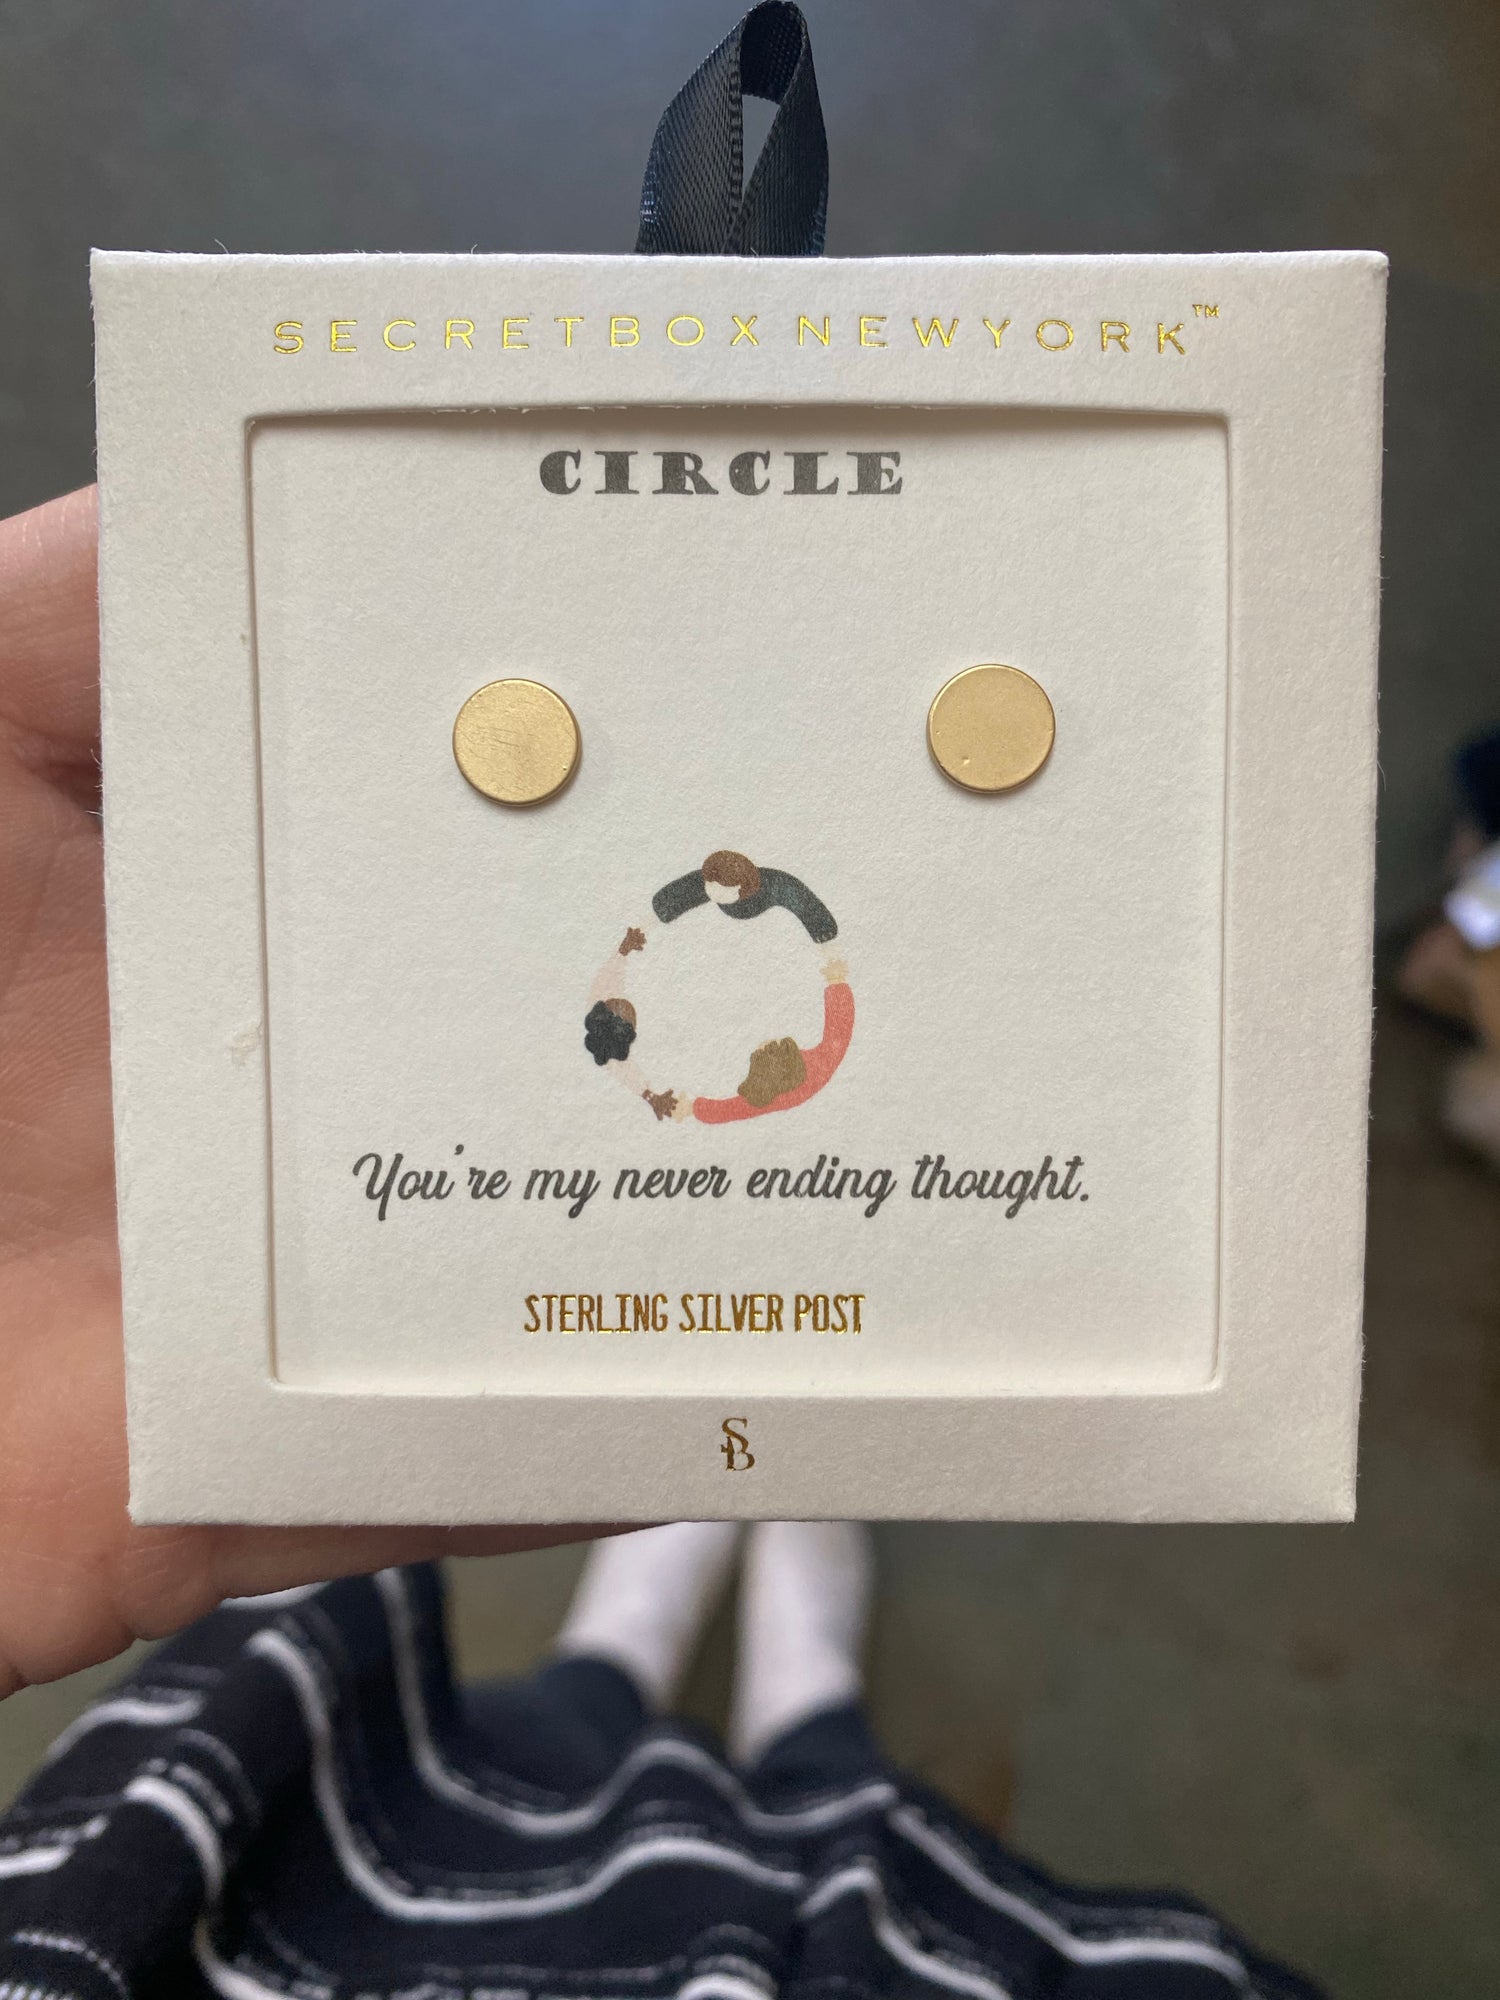 SECRETBOX NEWYORK™
CIRCLE
You're my never ending thought.
STERLING SILVER POST
SB